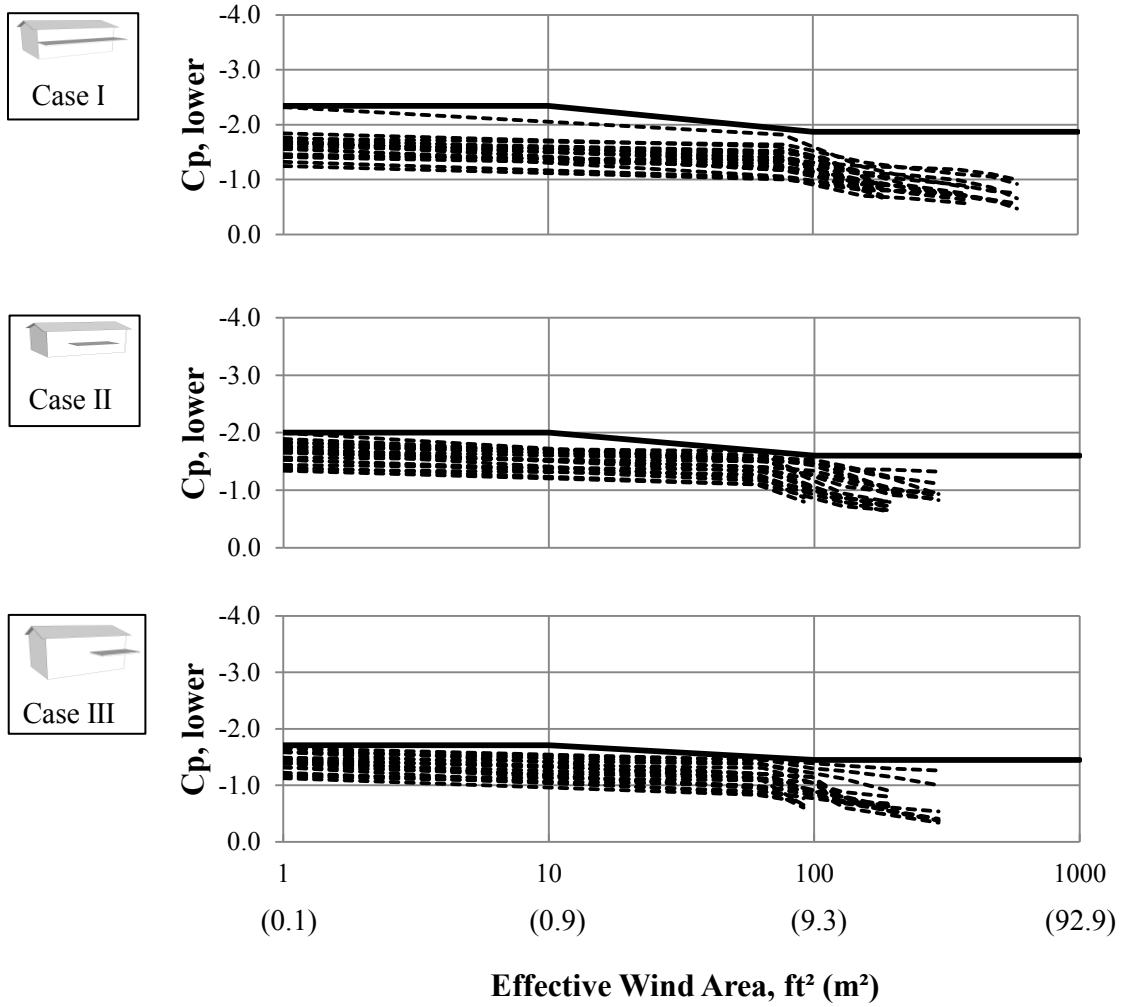 Case I
Cp, lower
-4.0
-3.0
-2.0
-1.0
0.0
Case II
Cp, lower
-4.0
-3.0
-2.0
-1.0
0.0
Case III
Cp, lower
-4.0
-3.0
-2.0
-1.0
0.0
1 10 100 1000
(0.1) (0.9) (9.3) (92.9)
Effective Wind Area, ft² (m²)